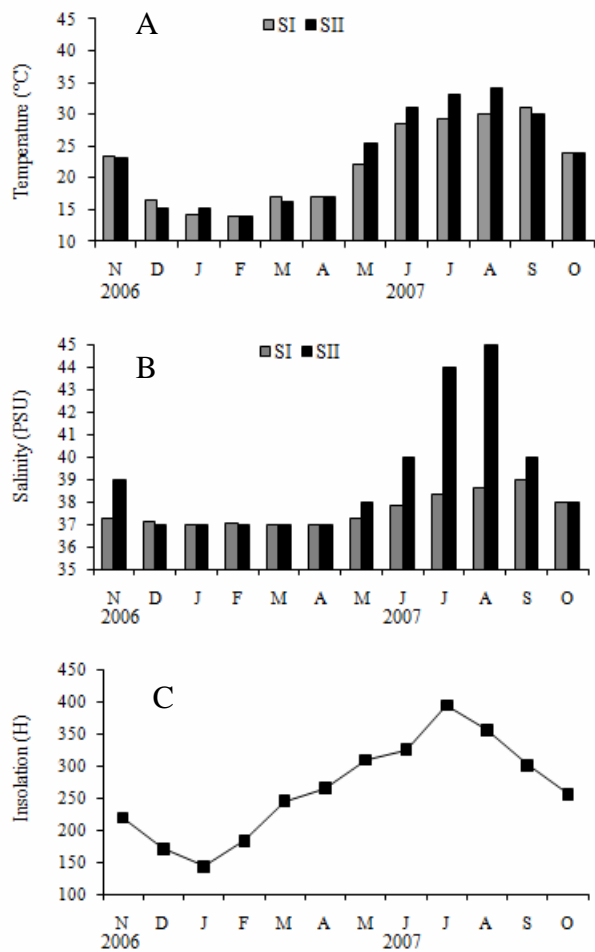 A
SI SII
Temperature (°C)
45
40
35
30
25
20
15
10
N D J F M A M J J A S O
2006 2007
B
SI SII
Salinity (PSU)
45
44
43
42
41
40
39
38
37
36
35
N D J F M A M J J A S O
2006 2007
C
Insolation (H)
450
400
350
300
250
200
150
100
N D J F M A M J J A S O
2006 2007